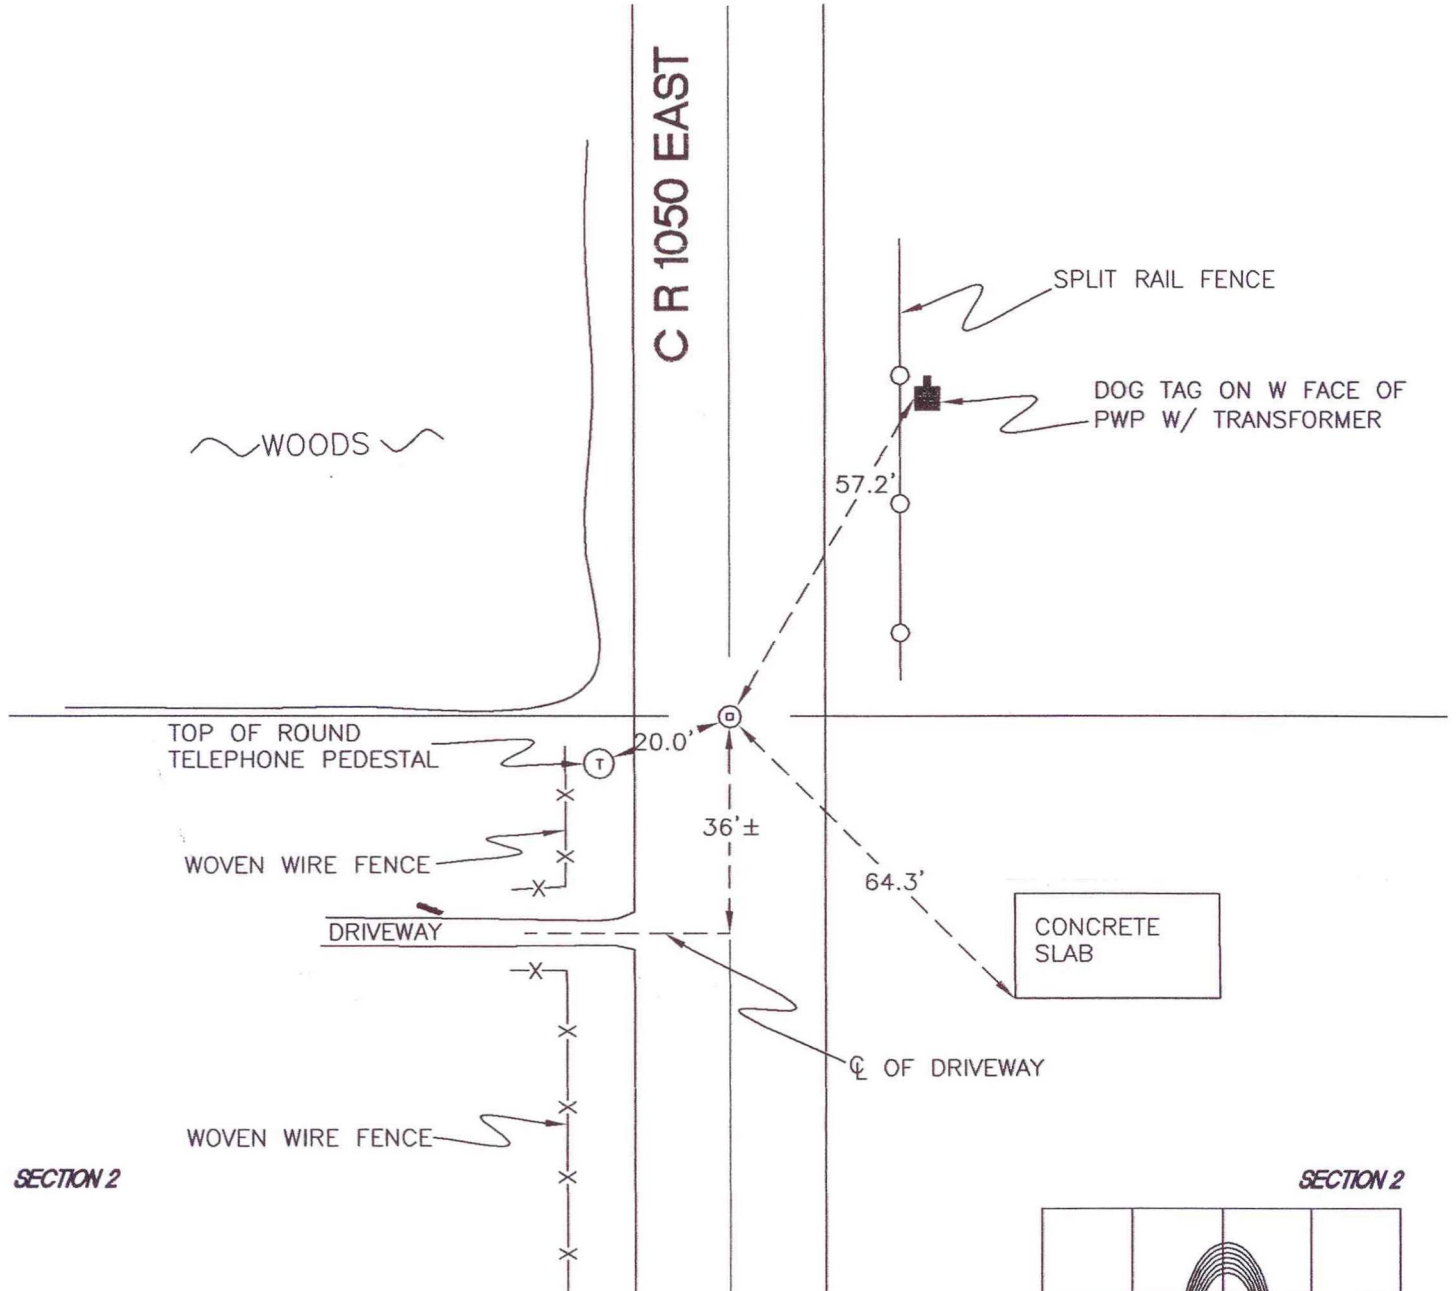 C R 1050 EAST
SPLIT RAIL FENCE
DOG TAG ON W FACE OF
PWP W/ TRANSFORMER
WOODS
57.2'
TOP OF ROUND
TELEPHONE PEDESTAL
T
20.0'
36'±
WOVEN WIRE FENCE
64.3'
DRIVEWAY
CONCRETE
SLAB
℄ OF DRIVEWAY
WOVEN WIRE FENCE
SECTION 2
SECTION 2